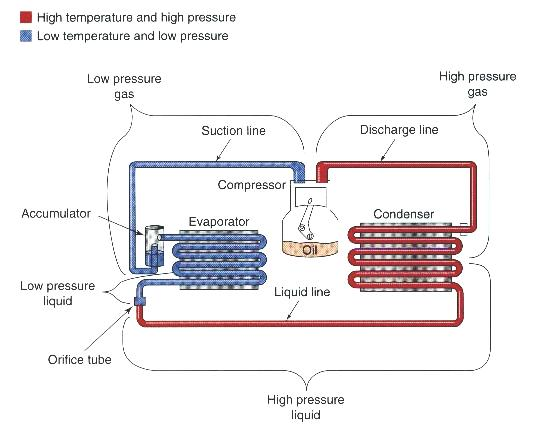 High temperature and high pressure
Low temperature and low pressure
Low pressure
gas
High pressure
gas
Suction line
Discharge line
Compressor
Accumulator
Evaporator
Condenser
Oil
Low pressure
liquid
Liquid line
Orifice tube
High pressure
liquid